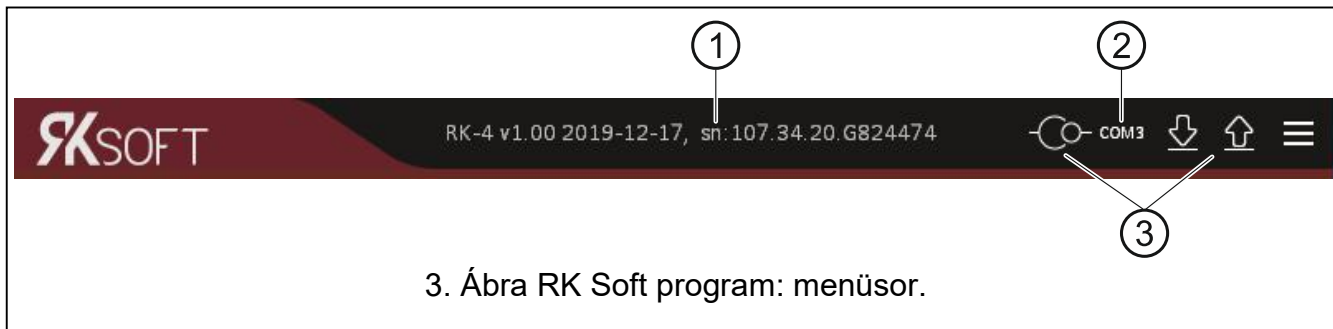 1
2
RKSOFT
RK-4 v1.00 2019-12-17, sn:107.34.20.G824474
COM3
3
3. Ábra RK Soft program: menüsor.